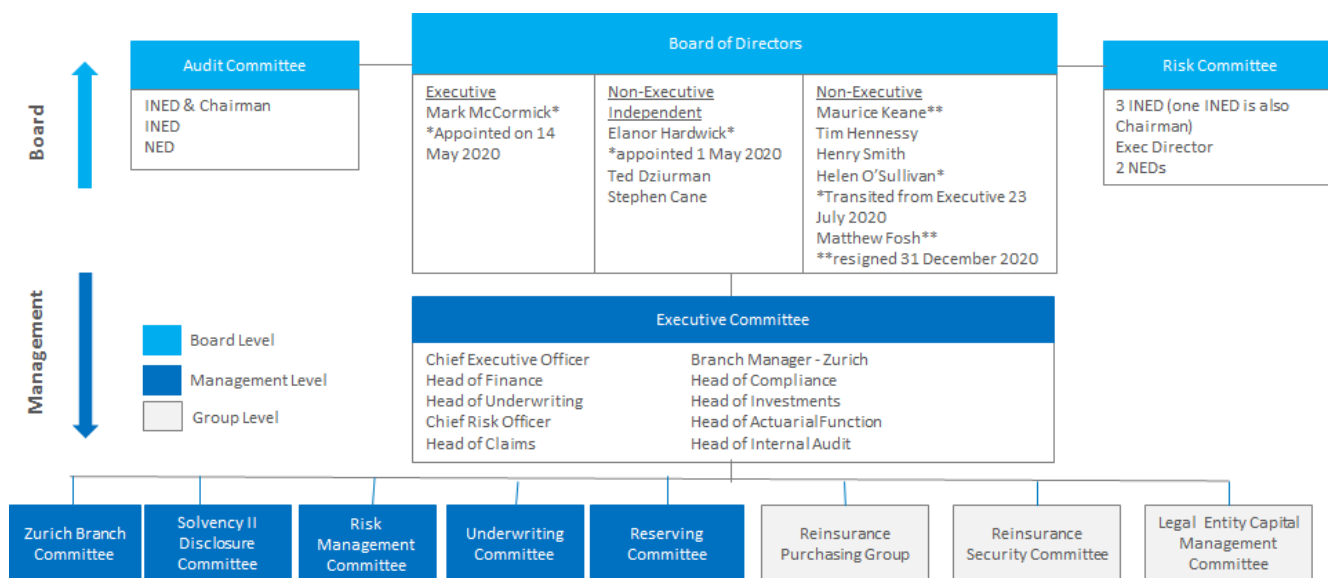 Board
Management
Audit Committee
INED & Chairman
INED
NED
Board of Directors
Executive
Mark McCormick*
*Appointed on 14
May 2020
Non-Executive
Independent
Elanor Hardwick*
*appointed 1 May 2020
Ted Dziurman
Stephen Cane
Non-Executive
Maurice Keane**
Tim Hennessy
Henry Smith
Helen O'Sullivan*
*Transited from Executive 23
July 2020
Matthew Fosh**
**resigned 31 December 2020
Risk Committee
3 INED (one INED is also
Chairman)
Exec Director
2 NEDs
Board Level
Management Level
Group Level
Executive Committee
Chief Executive Officer
Head of Finance
Head of Underwriting
Chief Risk Officer
Head of Claims
Branch Manager - Zurich
Head of Compliance
Head of Investments
Head of Actuarial Function
Head of Internal Audit
Zurich Branch
Committee
Solvency II
Disclosure
Committee
Risk
Management
Committee
Underwriting
Committee
Reserving
Committee
Reinsurance
Purchasing Group
Reinsurance
Security Committee
Legal Entity Capital
Management
Committee